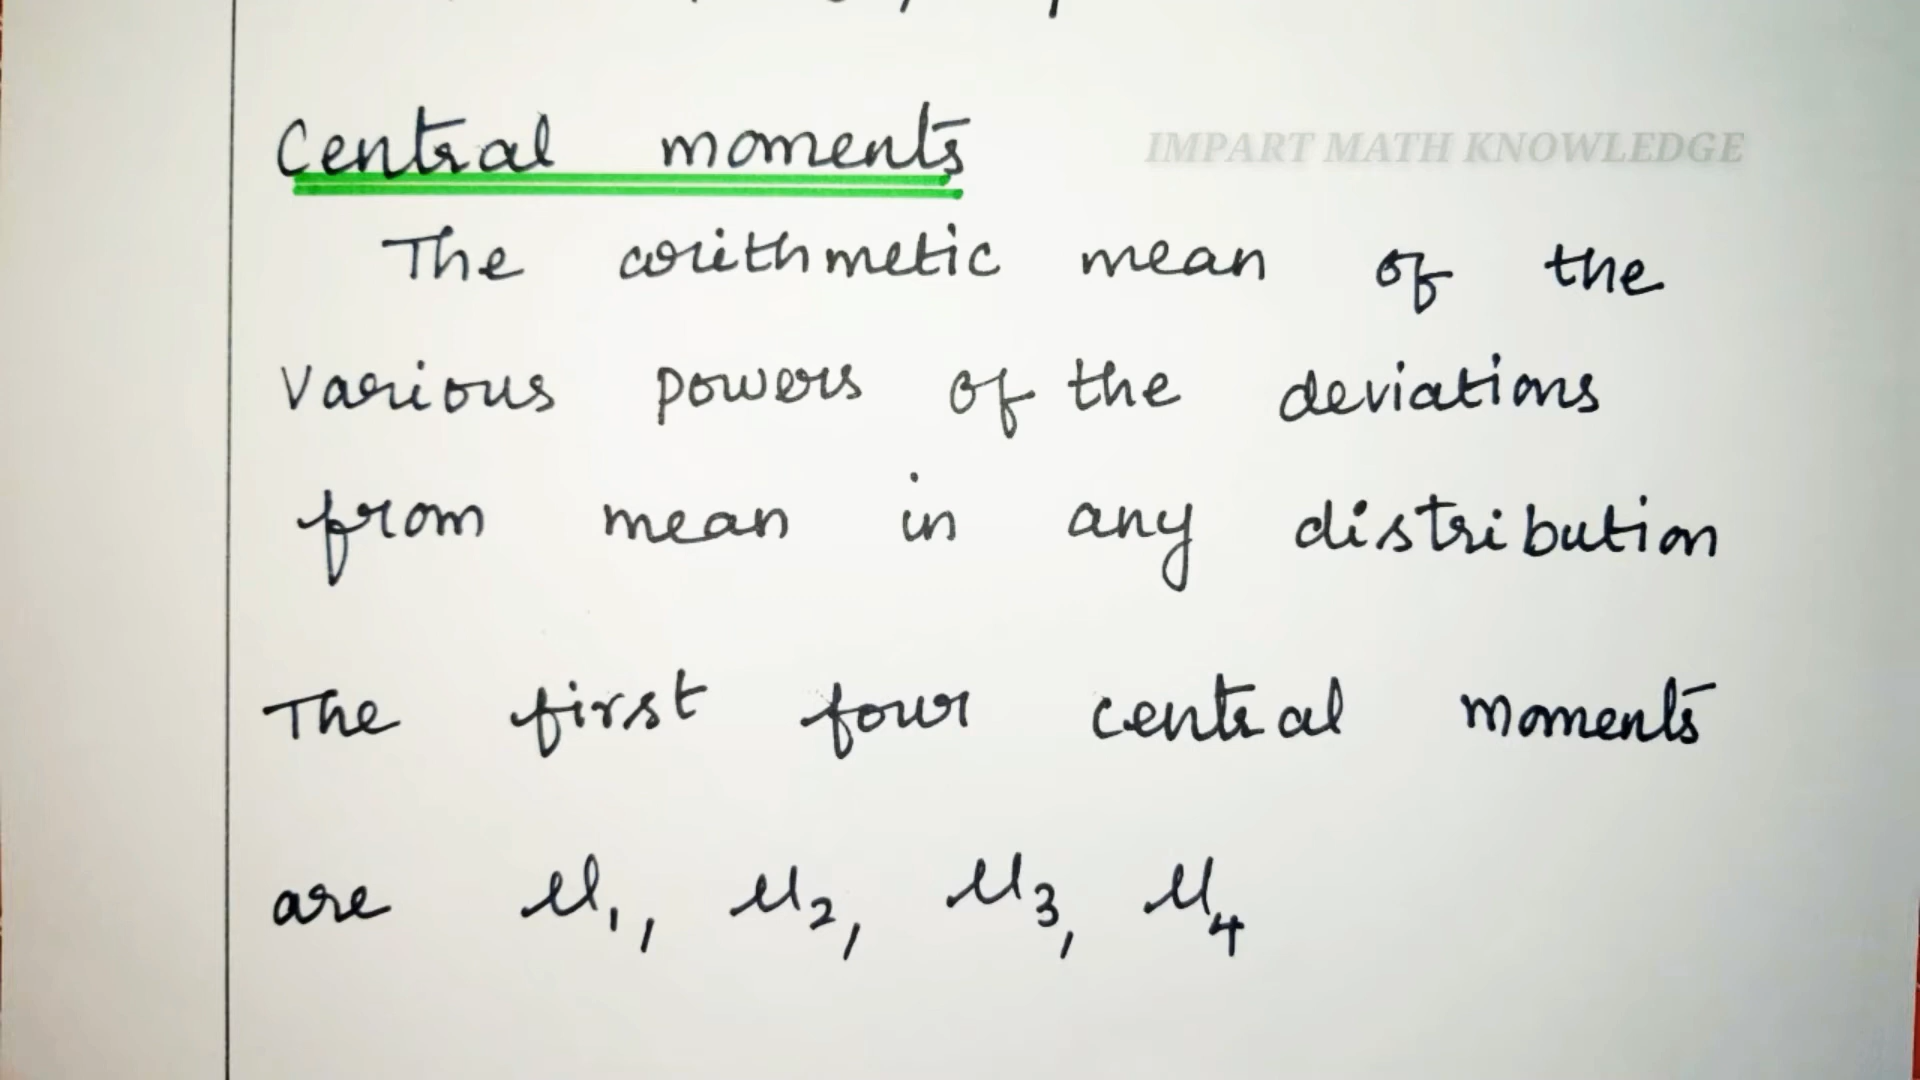 Central moments
IMPART MATH KNOWLEDGE
The arithmetic mean of the
various powers of the deviations
from mean in any distribution
The first four central moments
are μ₁, μ₂, μ₃, μ₄